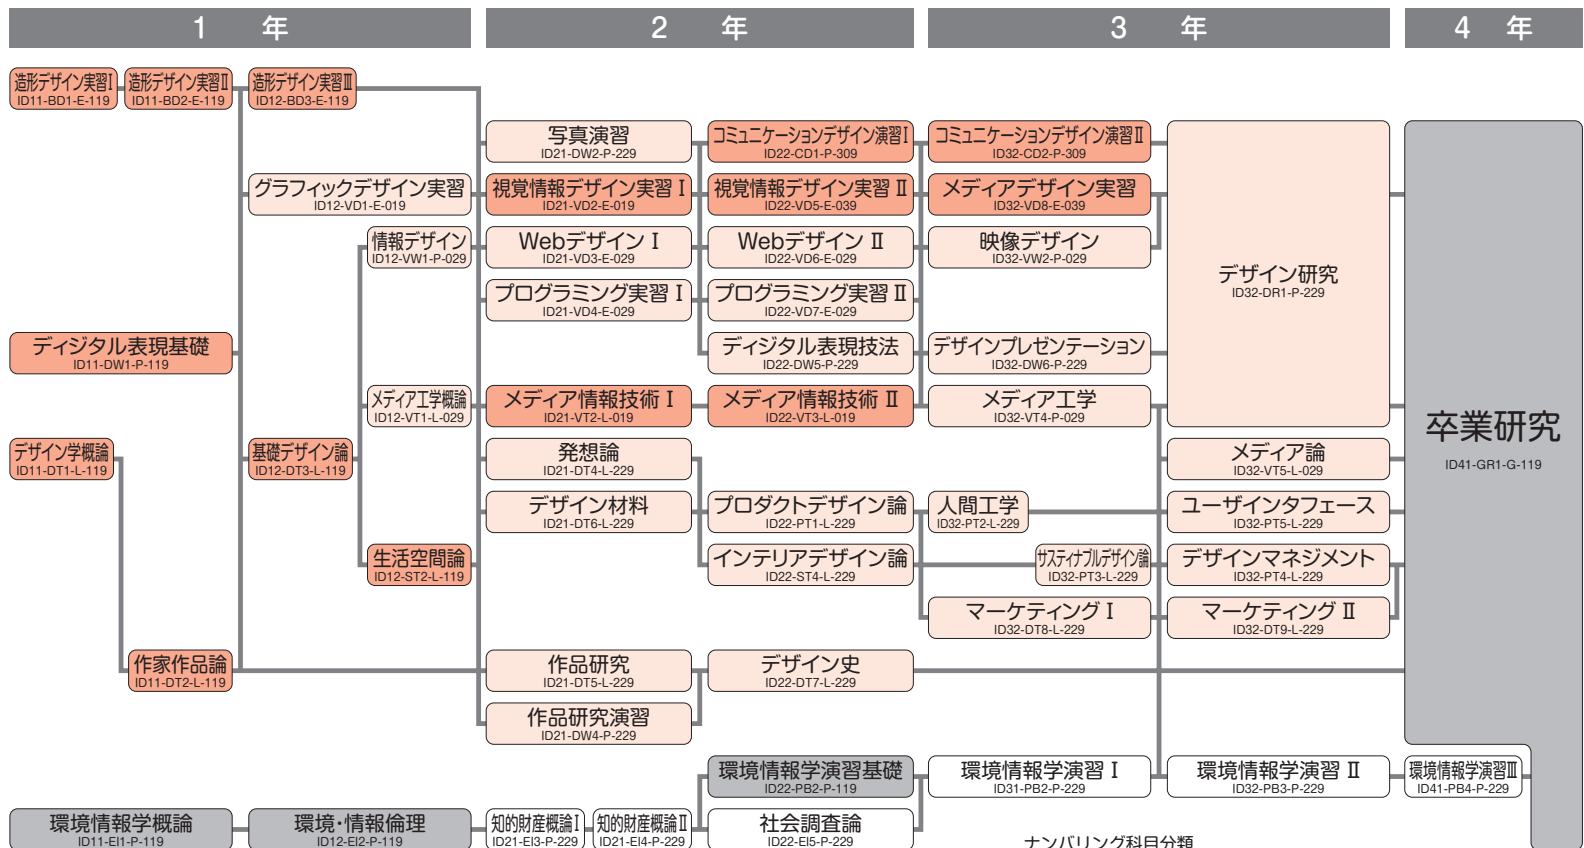 1 年
2 年
3 年
4 年
造形デザイン実習Ⅰ
ID11-BD1-E-119
造形デザイン実習Ⅱ
ID11-BD2-E-119
造形デザイン実習Ⅲ
ID12-BD3-E-119
写真演習
ID21-DW2-P-229
コミュニケーションデザイン演習Ⅰ
ID22-CD1-P-309
コミュニケーションデザイン演習Ⅱ
ID32-CD2-P-309
グラフィックデザイン実習
ID12-VD1-E-019
視覚情報デザイン実習 Ⅰ
ID21-VD2-E-019
視覚情報デザイン実習 Ⅱ
ID22-VD5-E-039
メディアデザイン実習
ID32-VD8-E-039
情報デザイン
ID12-VW1-P-029
Webデザイン Ⅰ
ID21-VD3-E-029
Webデザイン Ⅱ
ID22-VD6-E-029
映像デザイン
ID32-VW2-P-029
デザイン研究
ID32-DR1-P-229
プログラミング実習 Ⅰ
ID21-VD4-E-029
プログラミング実習 Ⅱ
ID22-VD7-E-029
ディジタル表現基礎
ID11-DW1-P-119
ディジタル表現技法
ID22-DW5-P-229
デザインプレゼンテーション
ID32-DW6-P-229
メディア工学概論
ID12-VT1-L-029
メディア情報技術 Ⅰ
ID21-VT2-L-019
メディア情報技術 Ⅱ
ID22-VT3-L-019
メディア工学
ID32-VT4-P-029
卒業研究
ID41-GR1-G-119
デザイン学概論
ID11-DT1-L-119
基礎デザイン論
ID12-DT3-L-119
発想論
ID21-DT4-L-229
メディア論
ID32-VT5-L-029
デザイン材料
ID21-DT6-L-229
プロダクトデザイン論
ID22-PT1-L-229
人間工学
ID32-PT2-L-229
ユーザインタフェース
ID32-PT5-L-229
生活空間論
ID12-ST2-L-119
インテリアデザイン論
ID22-ST4-L-229
サスティナブルデザイン論
ID32-PT3-L-229
デザインマネジメント
ID32-PT4-L-229
マーケティング Ⅰ
ID32-DT8-L-229
マーケティング Ⅱ
ID32-DT9-L-229
作家作品論
ID11-DT2-L-119
作品研究
ID21-DT5-L-229
デザイン史
ID22-DT7-L-229
作品研究演習
ID21-DW4-P-229
環境情報学演習基礎
ID22-PB2-P-119
環境情報学演習 Ⅰ
ID31-PB2-P-229
環境情報学演習 Ⅱ
ID32-PB3-P-229
環境情報学演習Ⅲ
ID41-PB4-P-229
環境情報学概論
ID11-EI1-P-119
環境・情報倫理
ID12-EI2-P-119
知的財産概論Ⅰ
ID21-EI3-P-229
知的財産概論Ⅱ
ID21-EI4-P-229
社会調査論
ID22-EI5-P-229
ナンバリング科目分類